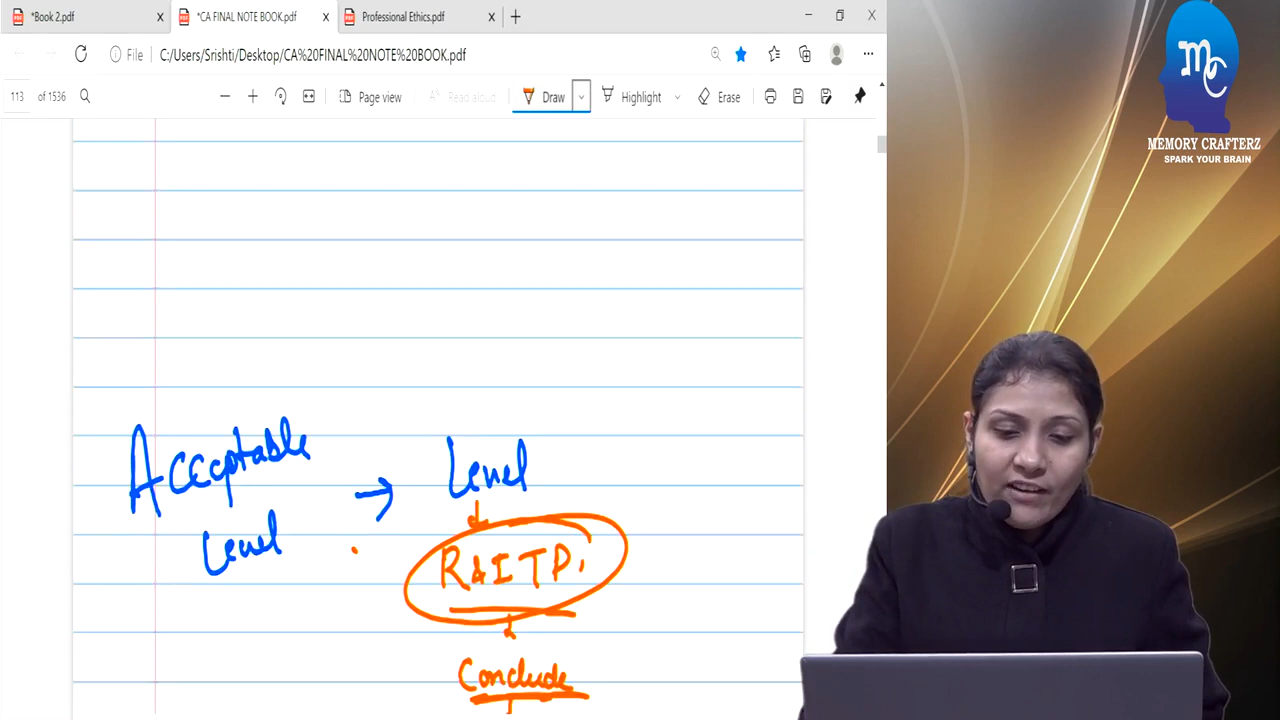 *Book 2.pdf
*CA FINAL NOTE BOOK.pdf
Professional Ethics.pdf
File
C:/Users/Srishti/Desktop/CA%20FINAL%20NOTE%20BOOK.pdf
113 of 1536
Page view
Read aloud
Draw
Highlight
Erase
MC
MEMORY CRAFTERZ
SPARK YOUR BRAIN
Acceptable Level → Level
RAITP
Conclude